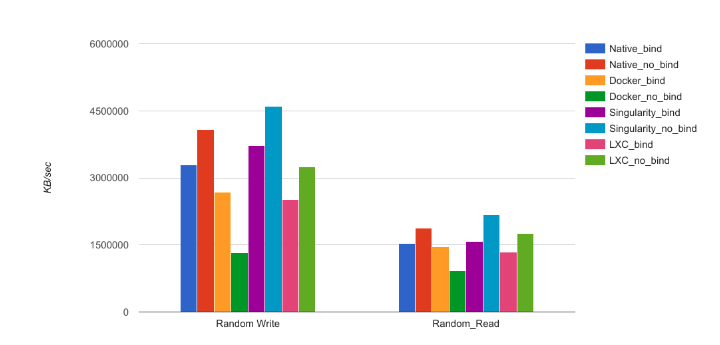 6000000
4500000
3000000
1500000
0
KB/sec
Random Write
Random_Read
Native_bind
Native_no_bind
Docker_bind
Docker_no_bind
Singularity_bind
Singularity_no_bind
LXC_bind
LXC_no_bind